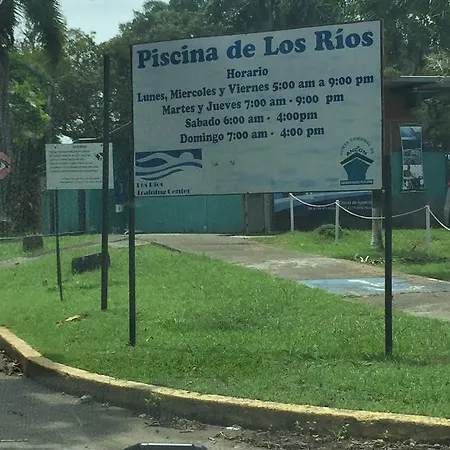 Piscina de Los Ríos
Horario
Lunes, Miercoles y Viernes 5:00 am a 9:00 pm
Martes y Jueves 7:00 am - 9:00 pm
Sabado 6:00 am - 4:00pm
Domingo 7:00 am - 4:00 pm
Los Rios
Training Center
ANCON